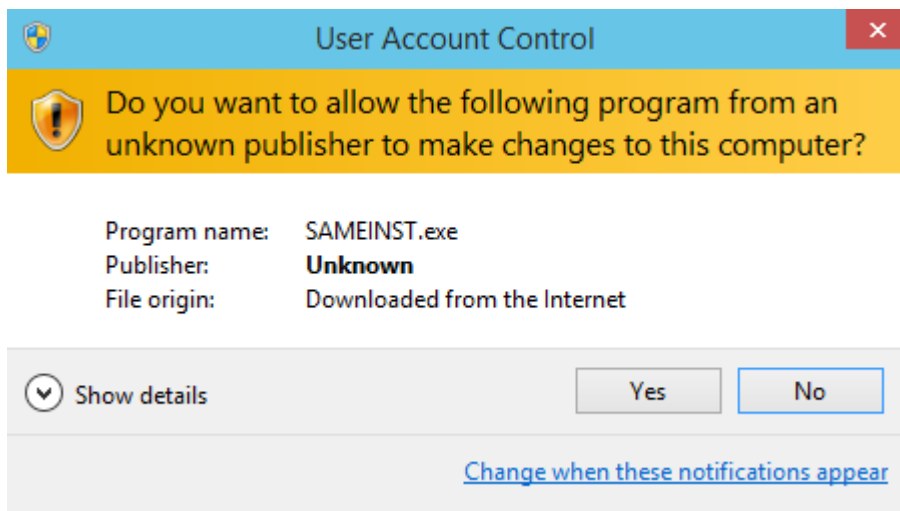 User Account Control
Do you want to allow the following program from an
unknown publisher to make changes to this computer?
Program name: SAMEINST.exe
Publisher: Unknown
File origin: Downloaded from the Internet
Show details
Yes
No
Change when these notifications appear